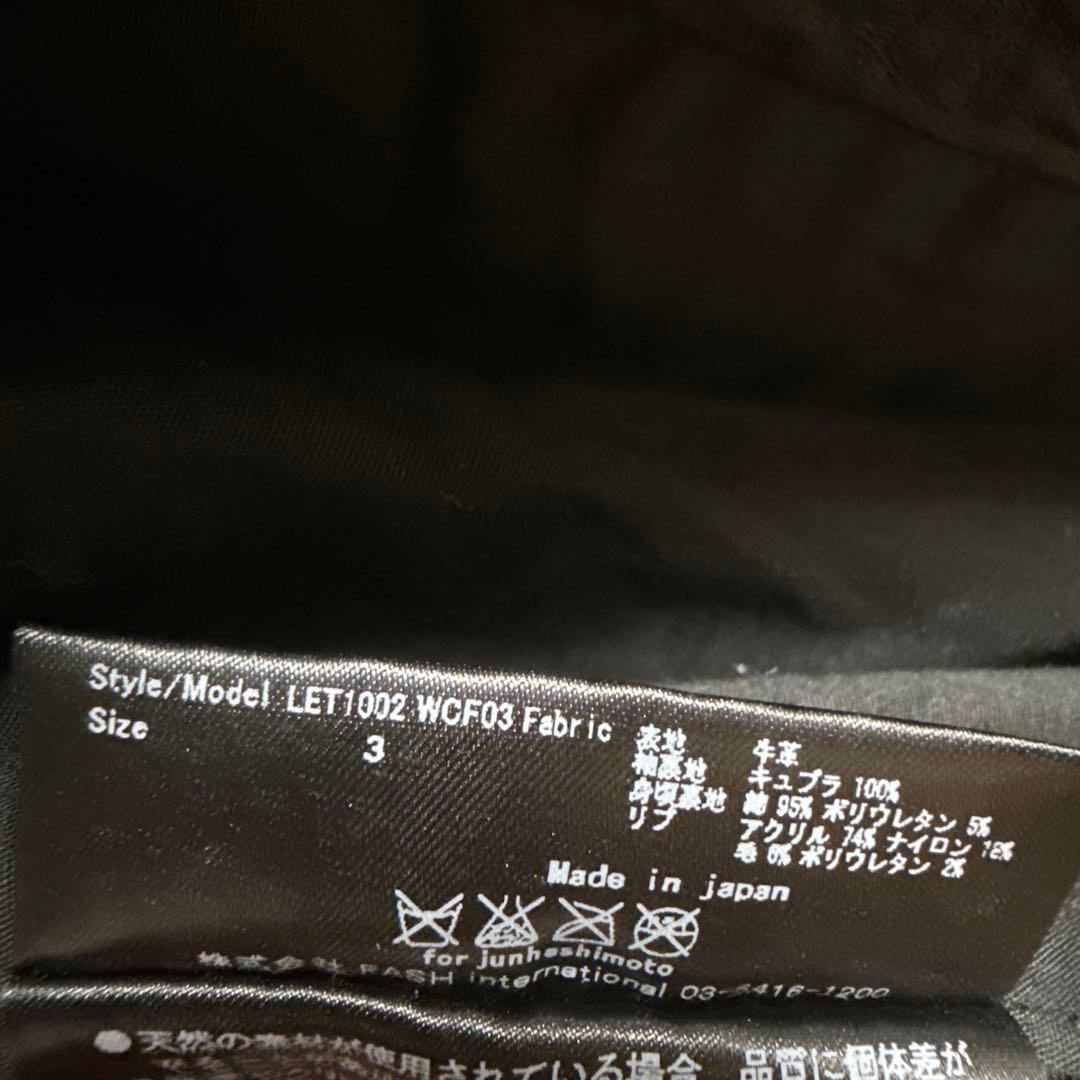 Style/Model LET1002 WCF03 Fabric
Size 3
表地 牛革
袖裏地 キュプラ 100%
身頃裏地 綿 95% ポリウレタン 5%
リブ アクリル 74% ナイロン 18%
毛 6% ポリウレタン 2%
Made in japan
for junhashimoto
株式会社 FASH international 03-6416-1200
●天然の素材が使用されている場合、品質に個体差が